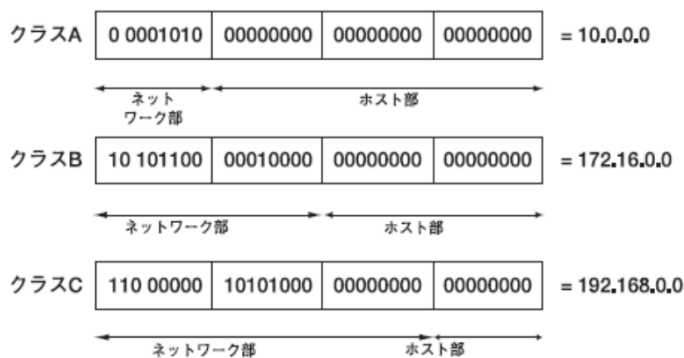 クラスA 0 0001010 00000000 00000000 00000000 = 10.0.0.0
ネット
ワーク部 ホスト部
クラスB 10 101100 00010000 00000000 00000000 = 172.16.0.0
ネットワーク部 ホスト部
クラスC 110 00000 10101000 00000000 00000000 = 192.168.0.0
ネットワーク部 ホスト部